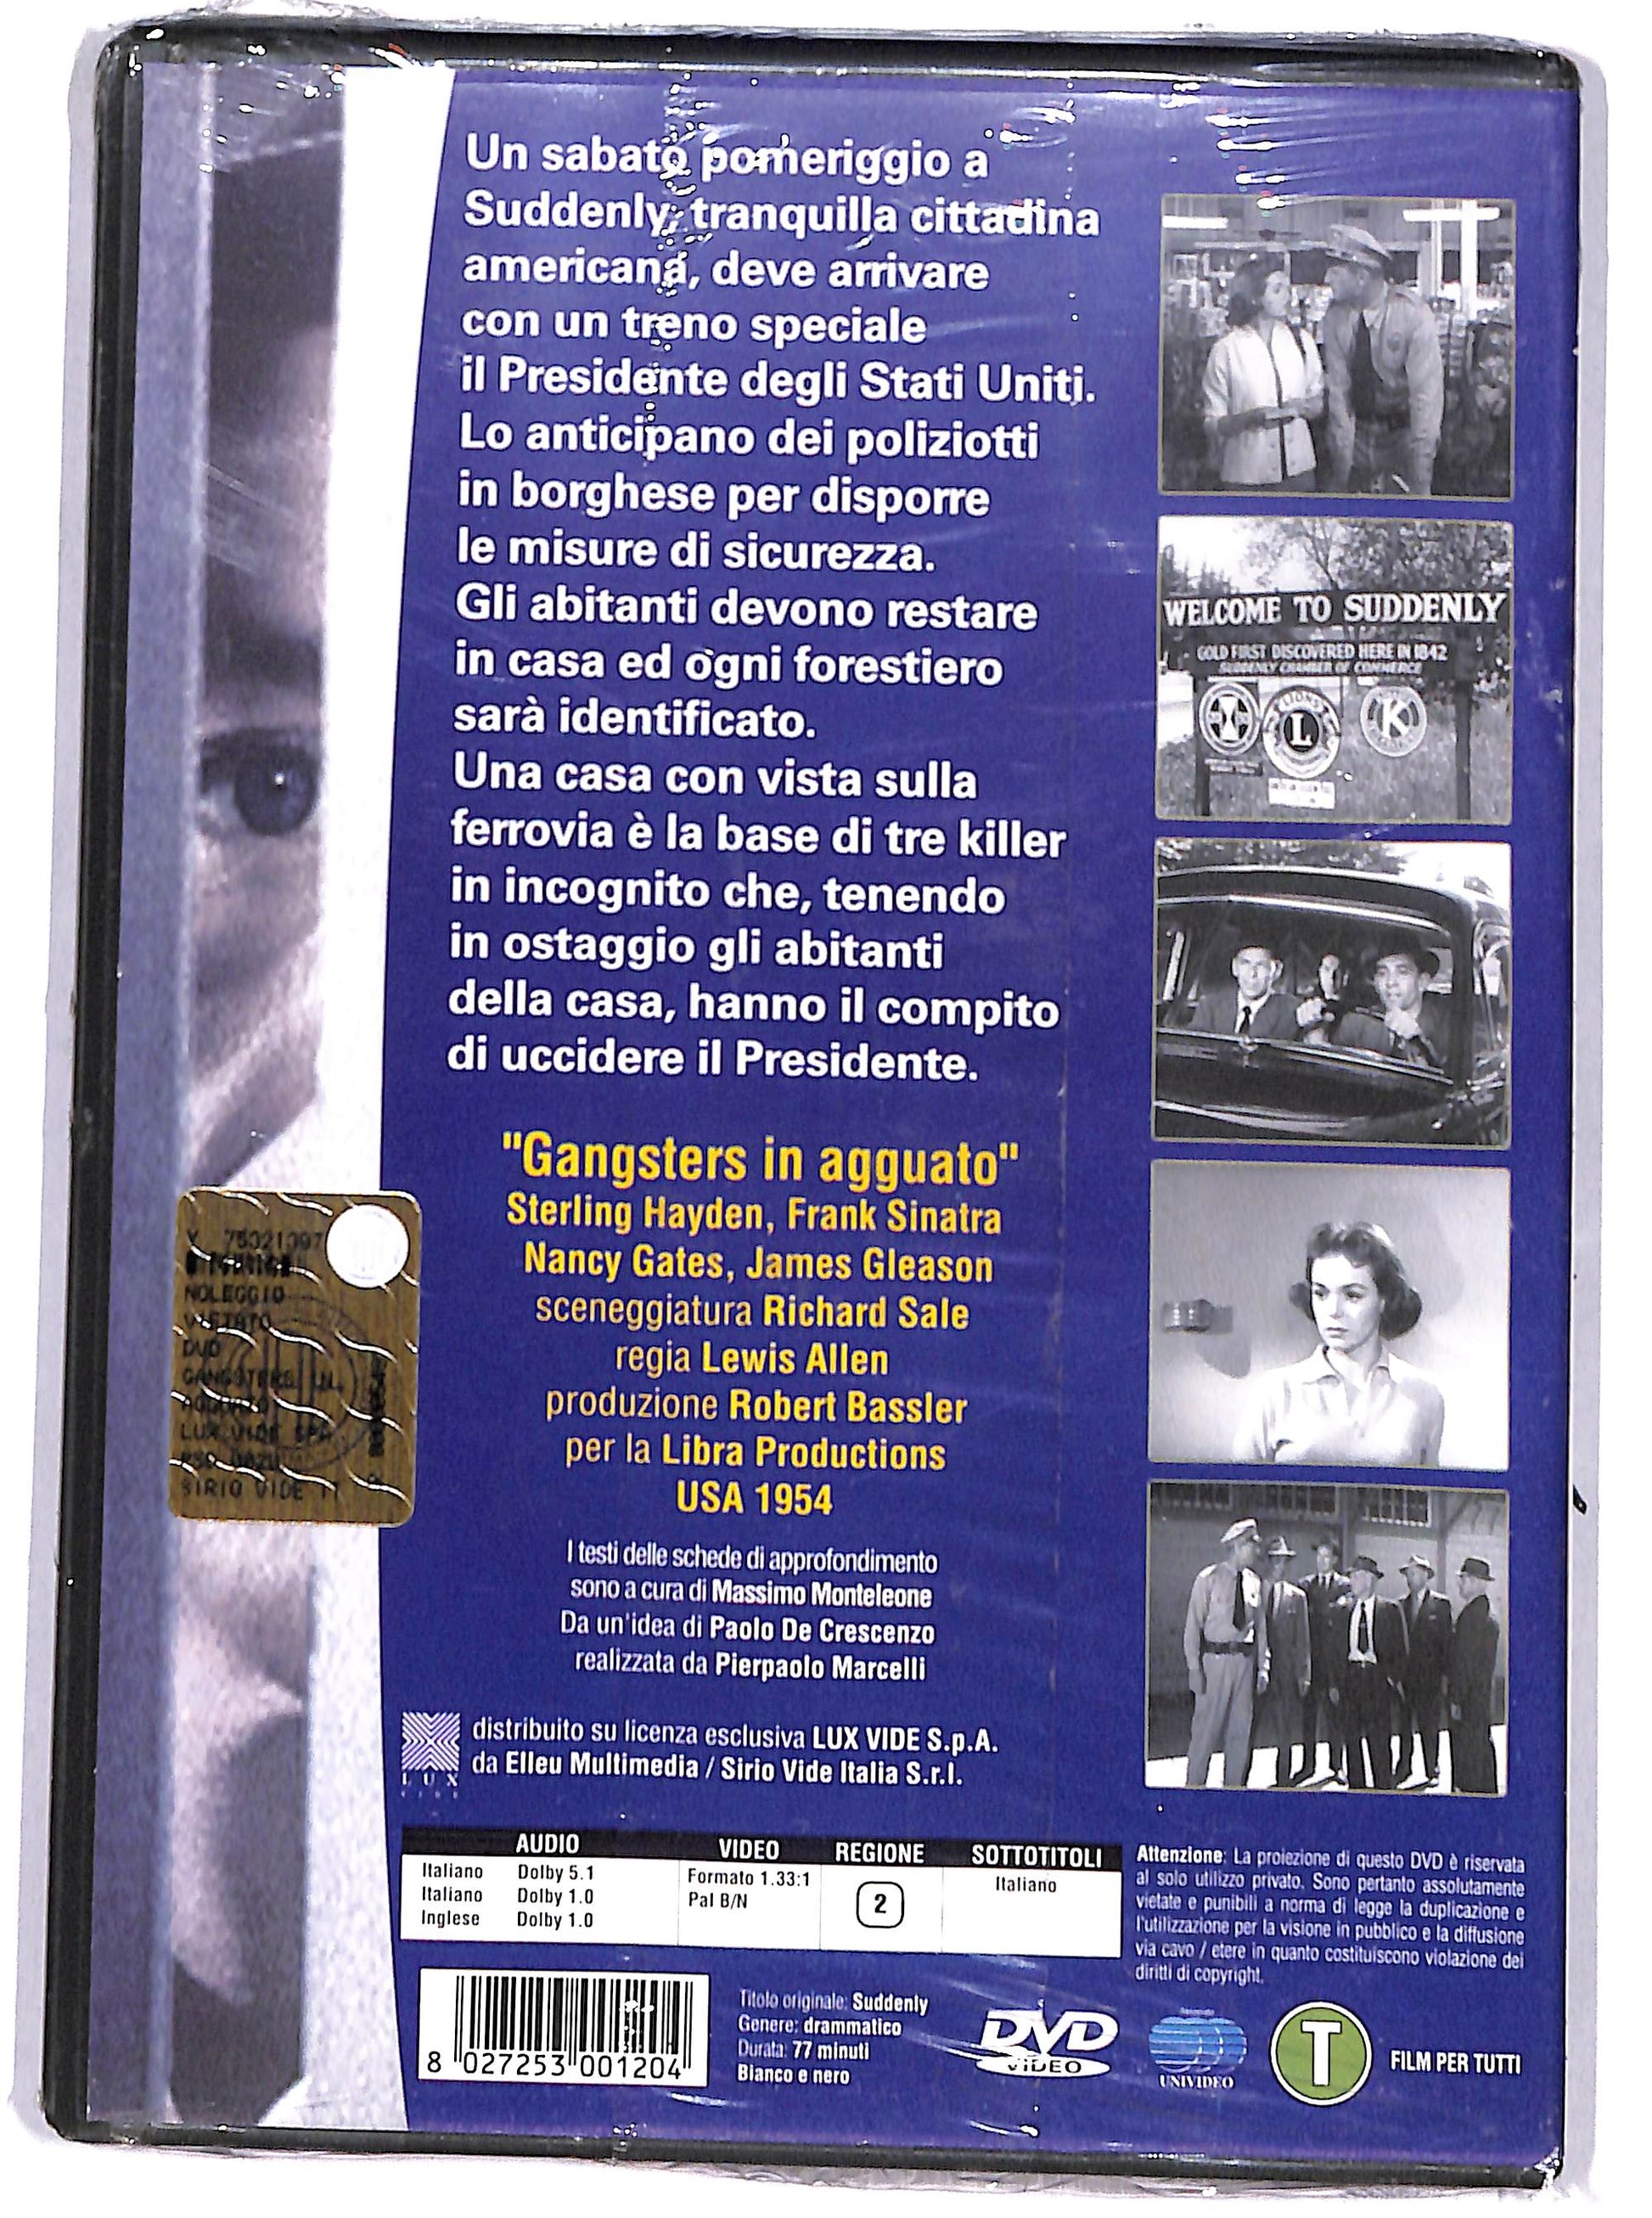 Un sabato pomeriggio a
Suddenly, tranquilla cittadina
americana, deve arrivare
con un treno speciale
il Presidente degli Stati Uniti.
Lo anticipano dei poliziotti
in borghese per disporre
le misure di sicurezza.
Gli abitanti devono restare
in casa ed ogni forestiero
sarà identificato.
Una casa con vista sulla
ferrovia è la base di tre killer
in incognito che, tenendo
in ostaggio gli abitanti
della casa, hanno il compito
di uccidere il Presidente.
"Gangsters in agguato"
Sterling Hayden, Frank Sinatra
Nancy Gates, James Gleason
sceneggiatura Richard Sale
regia Lewis Allen
produzione Robert Bassler
per la Libra Productions
USA 1954
I testi delle schede di approfondimento
sono a cura di Massimo Monteleone
Da un'idea di Paolo De Crescenzo
realizzata da Pierpaolo Marcelli
LUX
distribuito su licenza esclusiva LUX VIDE S.p.A.
da Elleu Multimedia / Sirio Vide Italia S.r.l.
WELCOME TO SUDDENLY
GOLD FIRST DISCOVERED HERE IN 1842
SUDDENLY CHAMBER OF COMMERCE
L
K
NOLEGGIO
VIETATO
DVD
GANGSTERS IN
LUX VIDE SPA
SIRIO VIDE
AUDIO VIDEO REGIONE SOTTOTITOLI
Italiano Dolby 5.1 Formato 1.33:1 2 Italiano
Italiano Dolby 1.0 Pal B/N
Inglese Dolby 1.0
Attenzione: La proiezione di questo DVD è riservata
al solo utilizzo privato. Sono pertanto assolutamente
vietate e punibili a norma di legge la duplicazione e
l'utilizzazione per la visione in pubblico e la diffusione
via cavo / etere in quanto costituiscono violazione dei
diritti di copyright.
8 027253 001204
Titolo originale: Suddenly
Genere: drammatico
Durata: 77 minuti
Bianco e nero
DVD
VIDEO
UNIVIDEO
T
FILM PER TUTTI